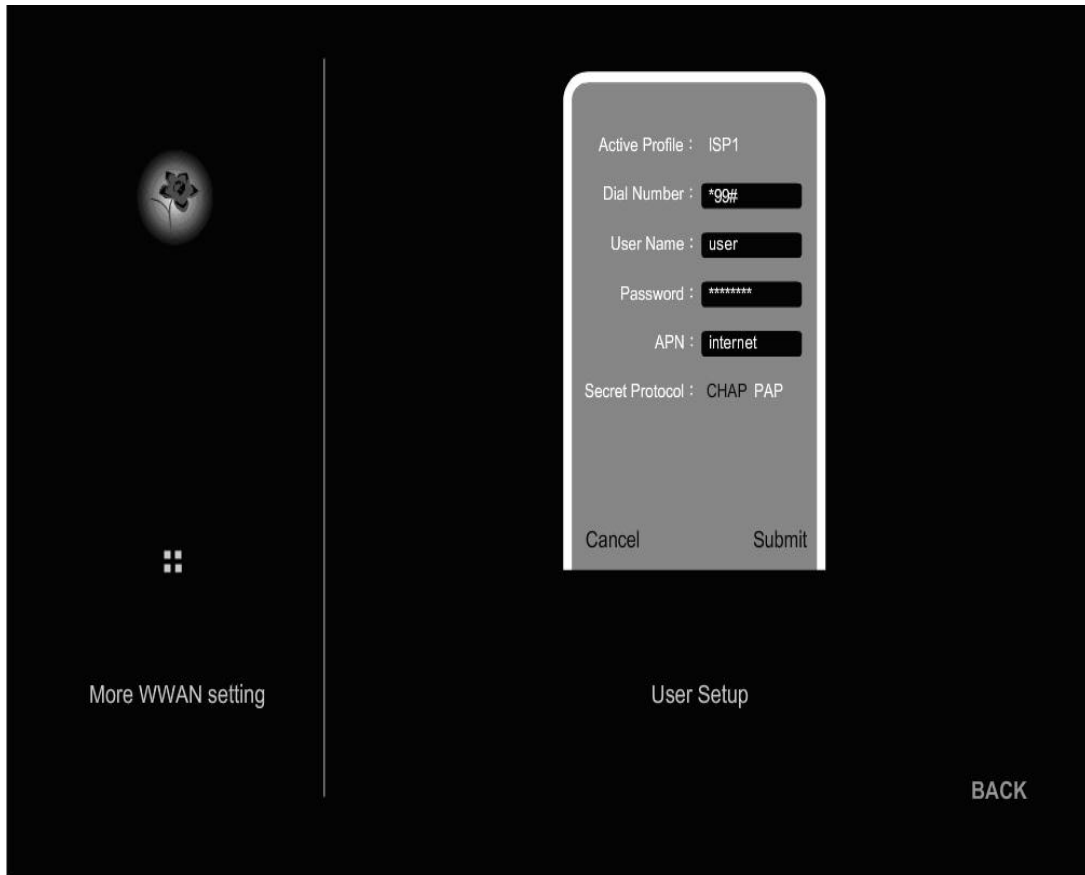 Active Profile : ISP1
Dial Number : *99#
User Name : user
Password : ********
APN : internet
Secret Protocol : CHAP PAP
Cancel Submit
More WWAN setting
User Setup
BACK